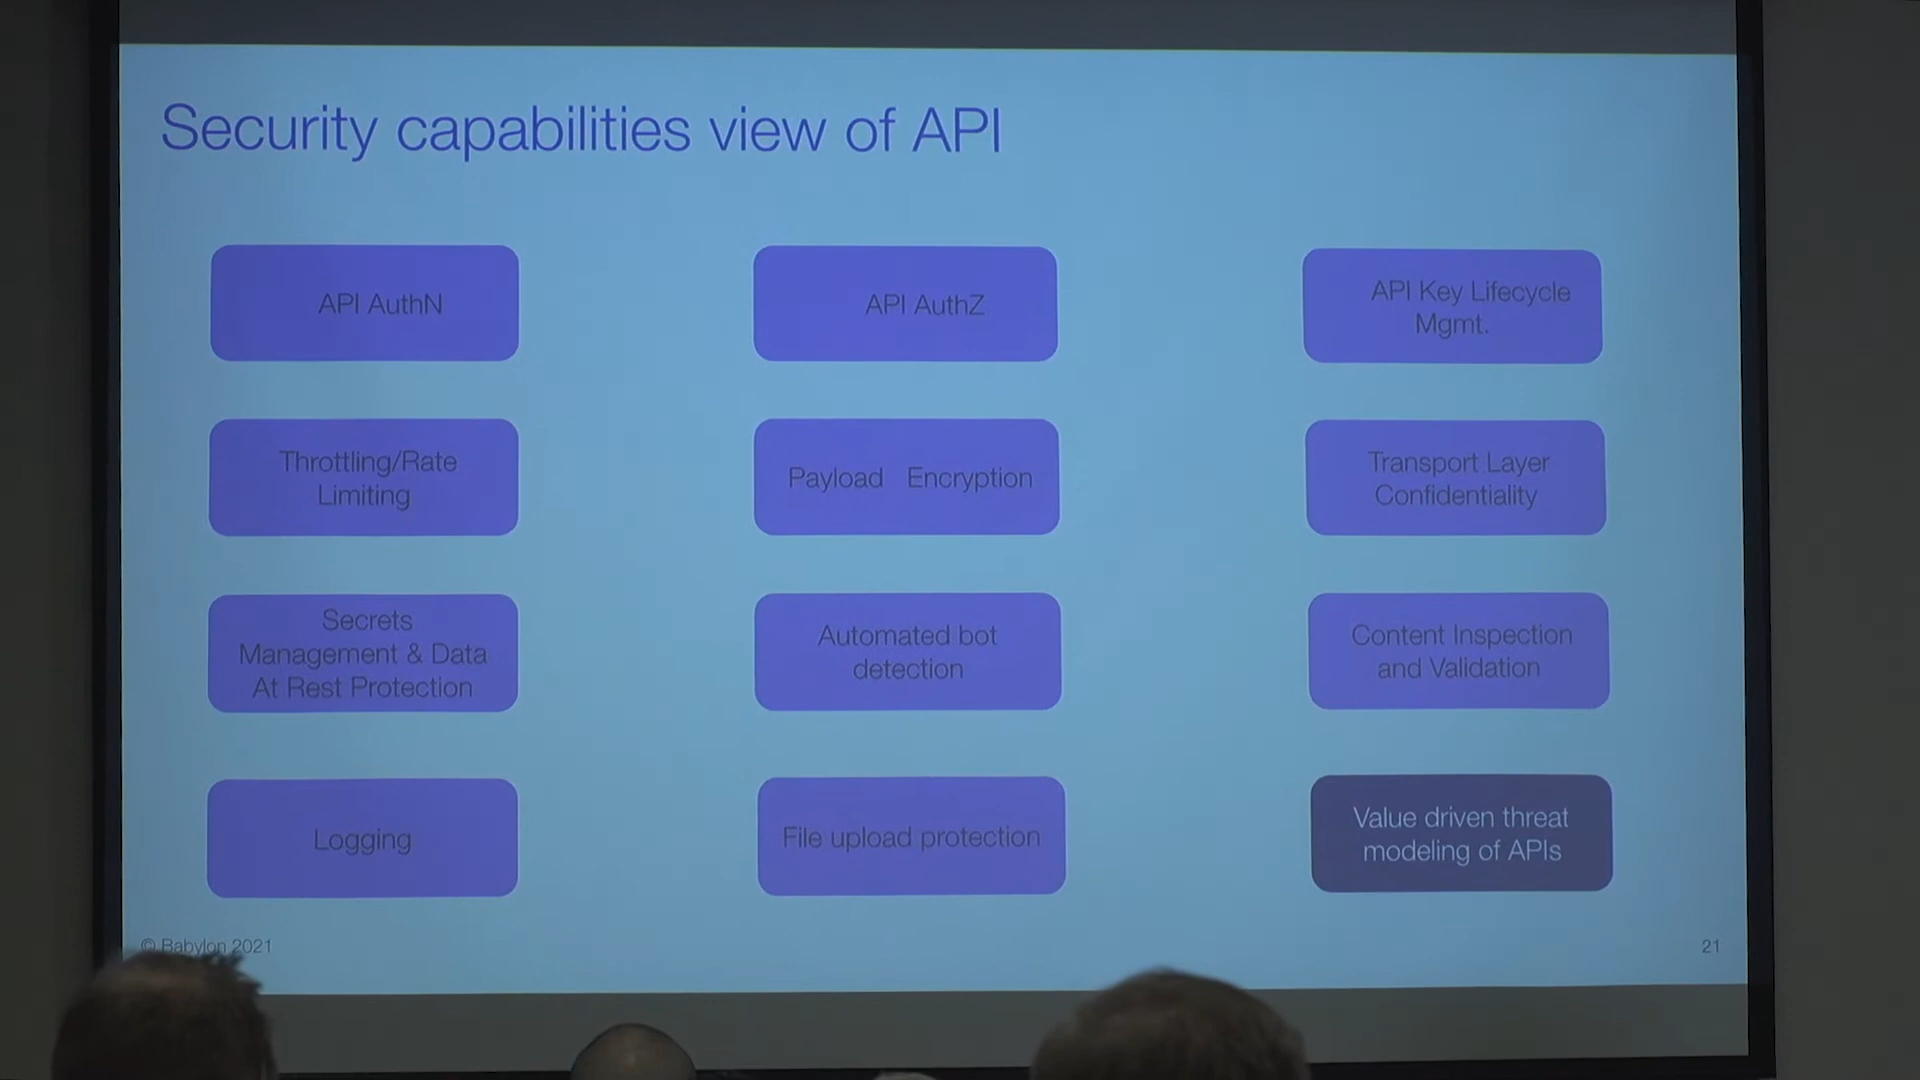 Security capabilities view of API
API AuthN
API AuthZ
API Key Lifecycle
Mgmt.
Throttling/Rate
Limiting
Payload Encryption
Transport Layer
Confidentiality
Secrets
Management & Data
At Rest Protection
Automated bot
detection
Content Inspection
and Validation
Logging
File upload protection
Value driven threat
modeling of APIs
© Babylon 2021
21